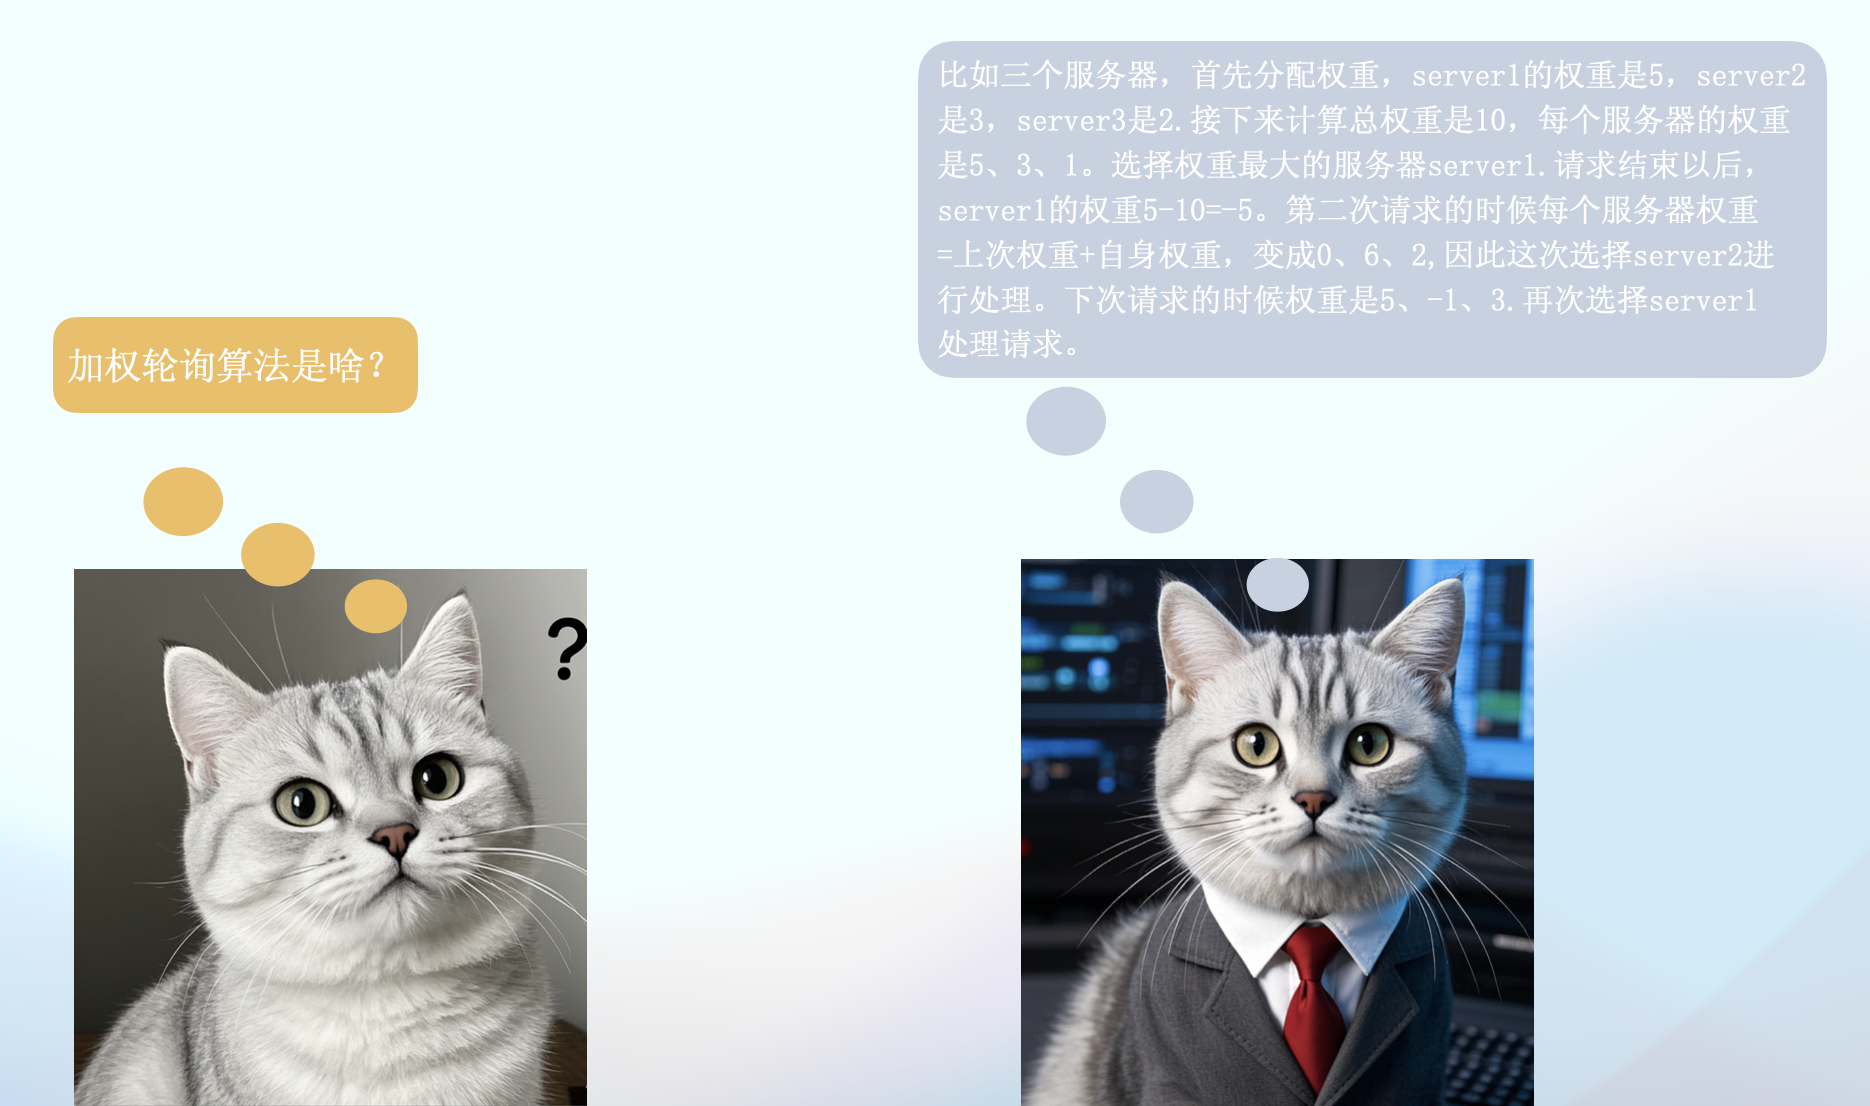 加权轮询算法是啥？
比如三个服务器，首先分配权重，server1的权重是5，server2
是3，server3是2.接下来计算总权重是10，每个服务器的权重
是5、3、1。选择权重最大的服务器server1.请求结束以后，
server1的权重5-10=-5。第二次请求的时候每个服务器权重
=上次权重+自身权重，变成0、6、2,因此这次选择server2进
行处理。下次请求的时候权重是5、-1、3.再次选择server1
处理请求。
?